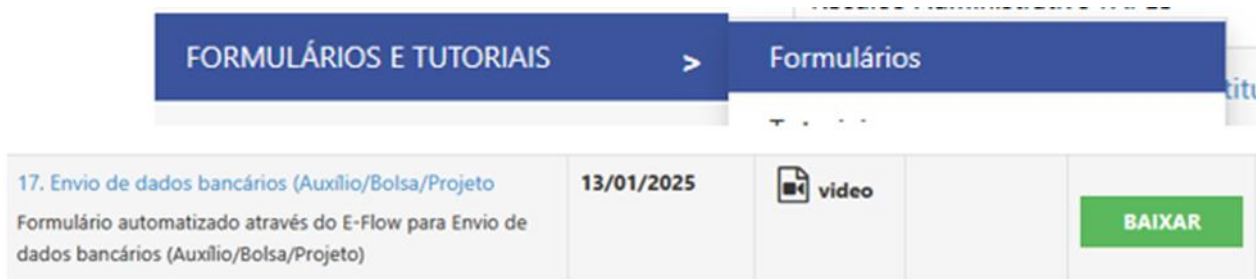 FORMULÁRIOS E TUTORIAIS > Formulários
17. Envio de dados bancários (Auxílio/Bolsa/Projeto 13/01/2025 video BAIXAR
Formulário automatizado através do E-Flow para Envio de
dados bancários (Auxílio/Bolsa/Projeto)